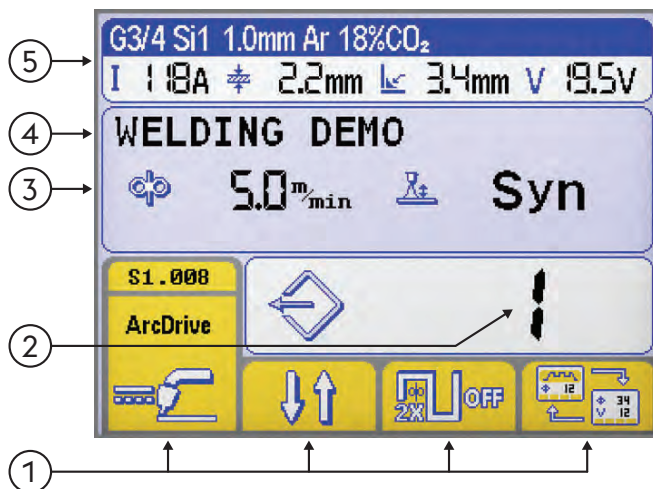 G3/4 Si1 1.0mm Ar 18%CO₂
I 118A 2.2mm 3.4mm V 19.5V
WELDING DEMO
5.0 m/min Syn
S1.008
ArcDrive
1
2X OFF
12 34
V 12
5
4
3
2
1